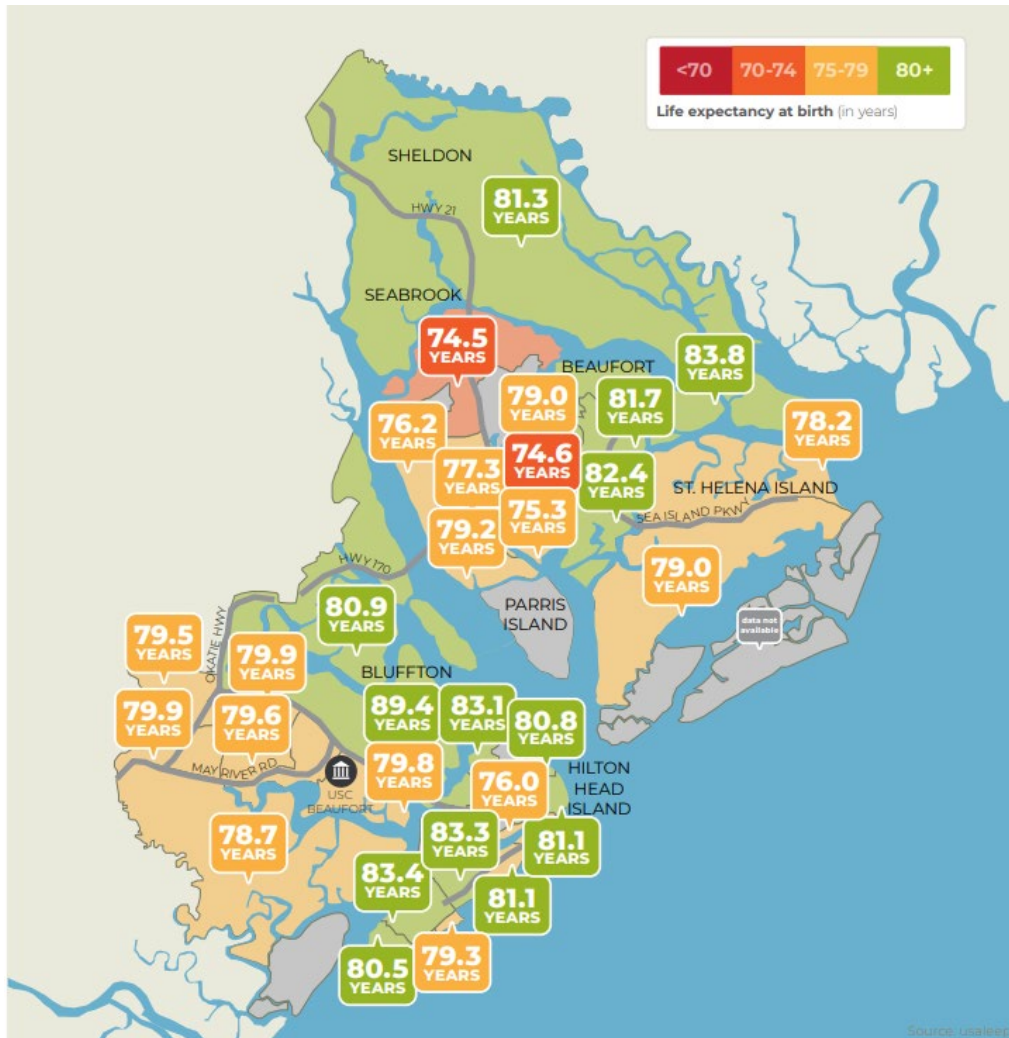 <70
70-74
75-79
80+
Life expectancy at birth (in years)
SHELDON
81.3
YEARS
HWY 21
SEABROOK
74.5
YEARS
BEAUFORT
83.8
YEARS
79.0
YEARS
81.7
YEARS
76.2
YEARS
78.2
YEARS
74.6
YEARS
77.3
YEARS
82.4
YEARS
ST. HELENA ISLAND
SEA ISLAND PKWY
75.3
YEARS
79.2
YEARS
HWY 170
79.0
YEARS
PARRIS
ISLAND
data not
available
80.9
YEARS
OKATIE HWY
79.5
YEARS
79.9
YEARS
BLUFFTON
89.4
YEARS
83.1
YEARS
80.8
YEARS
79.9
YEARS
79.6
YEARS
MAY RIVER RD
79.8
YEARS
HILTON
HEAD
ISLAND
76.0
YEARS
USC
BEAUFORT
78.7
YEARS
83.3
YEARS
81.1
YEARS
83.4
YEARS
81.1
YEARS
80.5
YEARS
79.3
YEARS
Source: usaleep